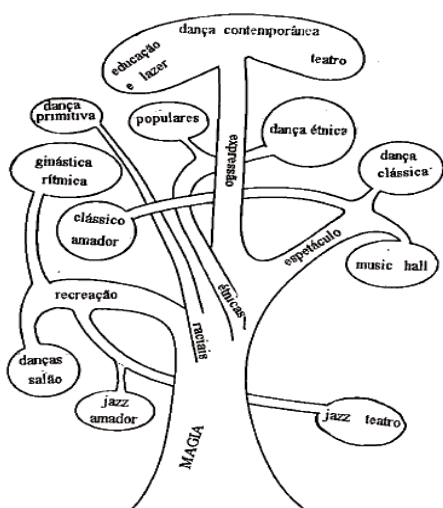 dança contemporânea
educação
e lazer
teatro
dança
primitiva
populares
dança étnica
expressão
ginástica
rítmica
dança
clássica
clássico
amador
espetáculo
music hall
étnicas
recreação
raciais
danças
salão
jazz
amador
jazz teatro
MAGIA